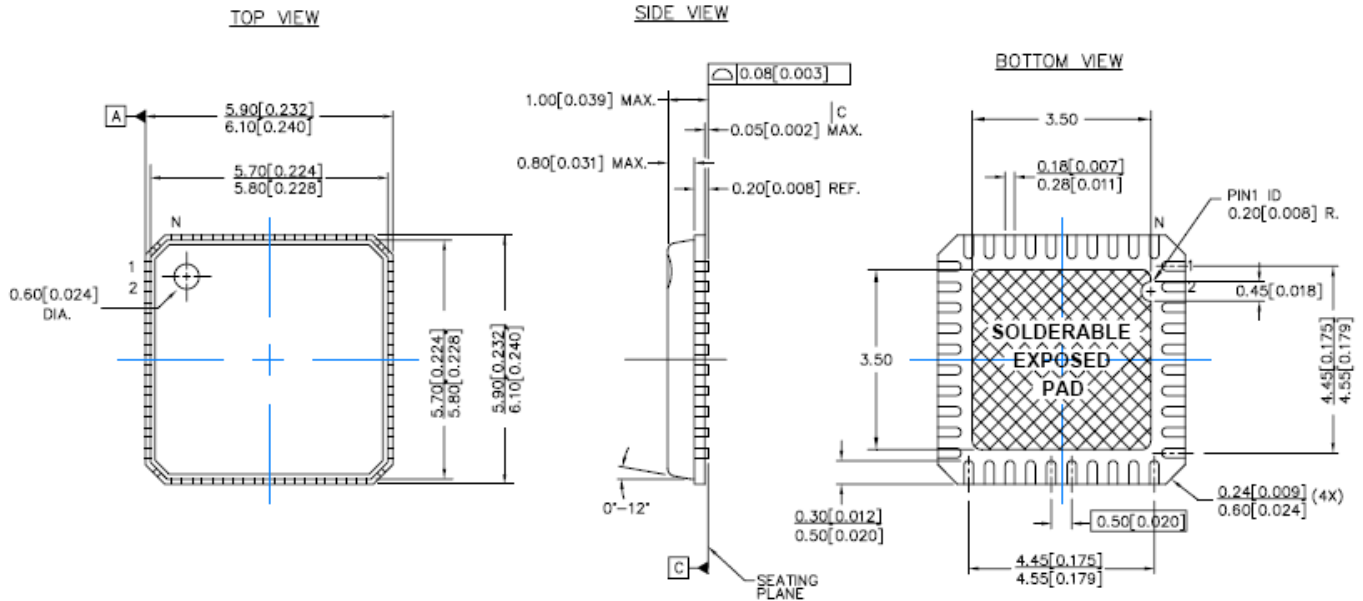 TOP VIEW
SIDE VIEW
BOTTOM VIEW
A
5.90[0.232]
6.10[0.240]
5.70[0.224]
5.80[0.228]
N
1
2
0.60[0.024]
DIA.
5.70[0.224]
5.80[0.228]
5.90[0.232]
6.10[0.240]
0.08[0.003]
1.00[0.039] MAX.
C
0.05[0.002] MAX.
0.80[0.031] MAX.
0.20[0.008] REF.
0°-12°
C
SEATING
PLANE
3.50
0.18[0.007]
0.28[0.011]
PIN1 ID
0.20[0.008] R.
N
1
2
0.45[0.018]
SOLDERABLE
EXPOSED
PAD
3.50
4.45[0.175]
4.55[0.179]
0.30[0.012]
0.50[0.020]
0.50[0.020]
0.24[0.009]
0.60[0.024]
(4X)
4.45[0.175]
4.55[0.179]